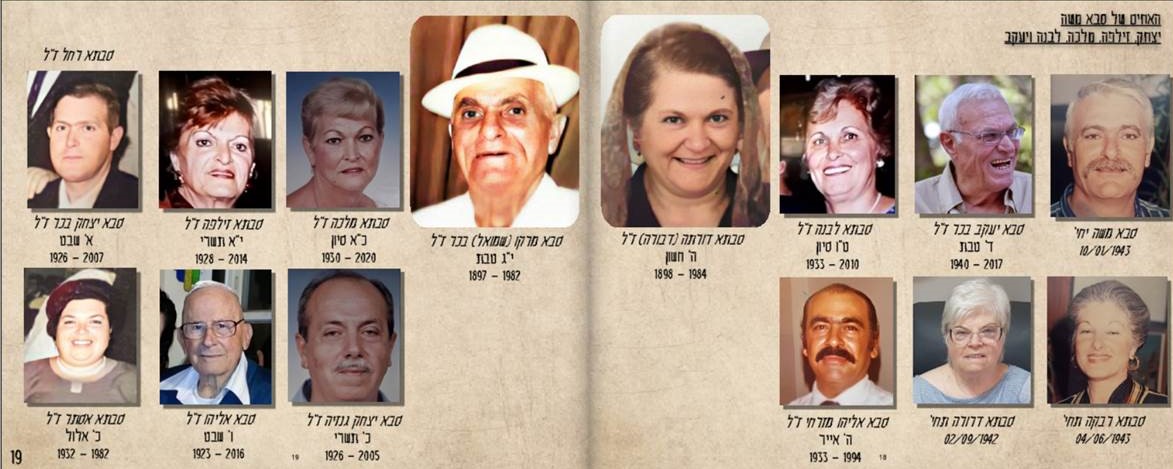 האחים של סבא משה
יצחק, זילפה, מלכה, לבנה ויעקב
סבתא דורותה (דבורה) ז"ל
ה' חשון
1898 – 1984
סבתא לבנה ז"ל
ט"ו סיון
1933 – 2010
סבא יעקב בכר ז"ל
ד' טבת
1940 – 2017
סבא משה יחי'
10/01/1943
סבא אליהו מזרחי ז"ל
ה' אייר
1933 – 1994
סבתא דרורה תחי'
02/09/1942
סבתא רבקה תחי'
04/06/1943
18
סבתא רחל ז"ל
סבא יצחק בכר ז"ל
א' שבט
1926 – 2007
סבתא זילפה ז"ל
י"א תשרי
1928 – 2014
סבתא מלכה ז"ל
כ"א סיון
1930 – 2020
סבא מרקו (שמואל) בכר ז"ל
י"ג טבת
1897 – 1982
סבתא אסתר ז"ל
כ' אלול
1932 – 1982
סבא אליהו ז"ל
ו' שבט
1923 – 2016
סבא יצחק גנזיה ז"ל
כ' תשרי
1926 – 2005
19
19